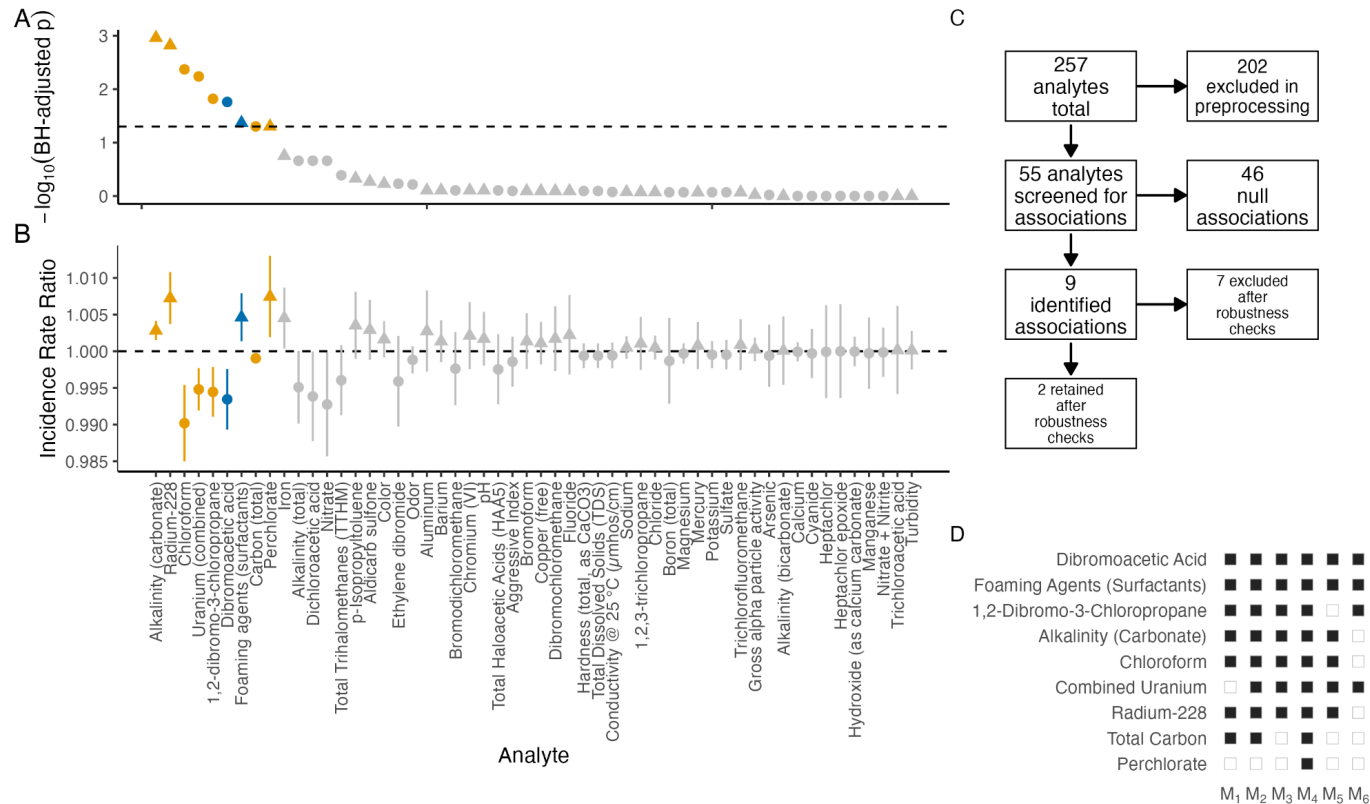 A
3
2
1
0
−log10(BH-adjusted p)
B
1.010
1.005
1.000
0.995
0.990
0.985
Incidence Rate Ratio
Alkalinity (carbonate)
Radium-228
Chloroform
Uranium (combined)
1,2-dibromo-3-chloropropane
Dibromoacetic acid
Foaming agents (surfactants)
Carbon (total)
Perchlorate
Iron
Alkalinity (total)
Dichloroacetic acid
Nitrate
Total Trihalomethanes (TTHM)
p-Isopropyltoluene
Aldicarb sulfone
Color
Ethylene dibromide
Odor
Aluminum
Barium
Bromodichloromethane
Chromium (VI)
pH
Total Haloacetic Acids (HAA5)
Aggressive Index
Bromoform
Copper (free)
Dibromochloromethane
Fluoride
Hardness (total, as CaCO3)
Total Dissolved Solids (TDS)
Conductivity @ 25 °C (µmhos/cm)
Sodium
1,2,3-trichloropropane
Chloride
Boron (total)
Magnesium
Mercury
Potassium
Sulfate
Trichlorofluoromethane
Gross alpha particle activity
Arsenic
Alkalinity (bicarbonate)
Calcium
Cyanide
Heptachlor
Heptachlor epoxide
Hydroxide (as calcium carbonate)
Manganese
Nitrate + Nitrite
Trichloroacetic acid
Turbidity
Analyte
C
257
analytes
total
202
excluded in
preprocessing
55 analytes
screened for
associations
46
null
associations
9
identified
associations
7 excluded
after
robustness
checks
2 retained
after
robustness
checks
D
Dibromoacetic Acid
Foaming Agents (Surfactants)
1,2-Dibromo-3-Chloropropane
Alkalinity (Carbonate)
Chloroform
Combined Uranium
Radium-228
Total Carbon
Perchlorate
M1 M2 M3 M4 M5 M6